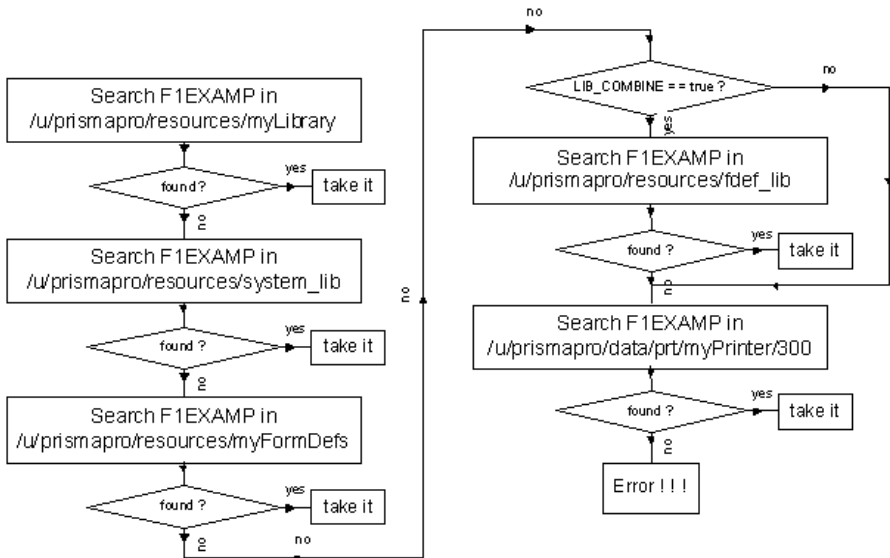 Search F1EXAMP in
/u/prismapro/resources/myLibrary
found ?
yes
take it
no
Search F1EXAMP in
/u/prismapro/resources/system_lib
found ?
yes
take it
no
Search F1EXAMP in
/u/prismapro/resources/myFormDefs
found ?
yes
take it
no
no
no
no
LIB_COMBINE == true ?
no
yes
Search F1EXAMP in
/u/prismapro/resources/fdef_lib
found ?
yes
take it
no
Search F1EXAMP in
/u/prismapro/data/prt/myPrinter/300
found ?
yes
take it
no
Error ! ! !